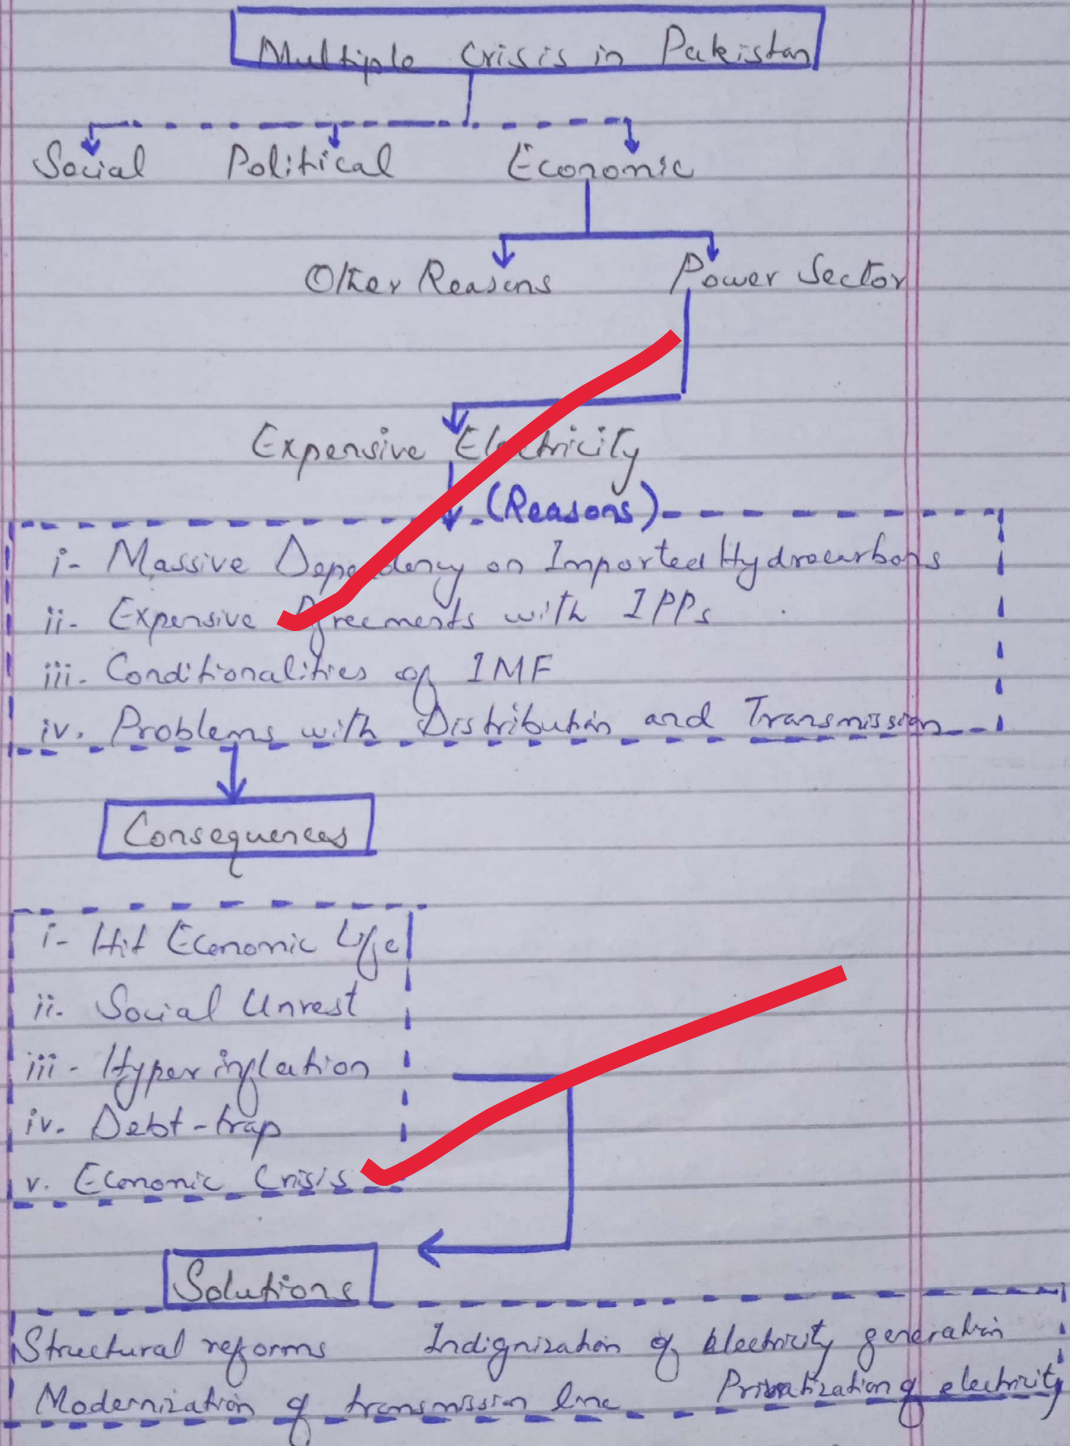 Multiple Crisis in Pakistan
Social Political Economic
Other Reasons Power Sector
Expensive Electricity
(Reasons)
i- Massive Dependency on Imported Hydrocarbons
ii- Expensive Agreements with IPPs
iii- Conditionalities of IMF
iv. Problems with Distribution and Transmission
Consequences
i- Hit Economic Life
ii- Social Unrest
iii- Hyper inflation
iv. Debt-trap
v. Economic Crisis
Solutions
Structural reforms Indignization of Electricity generation
Modernization of transmission line Privatization of electricity